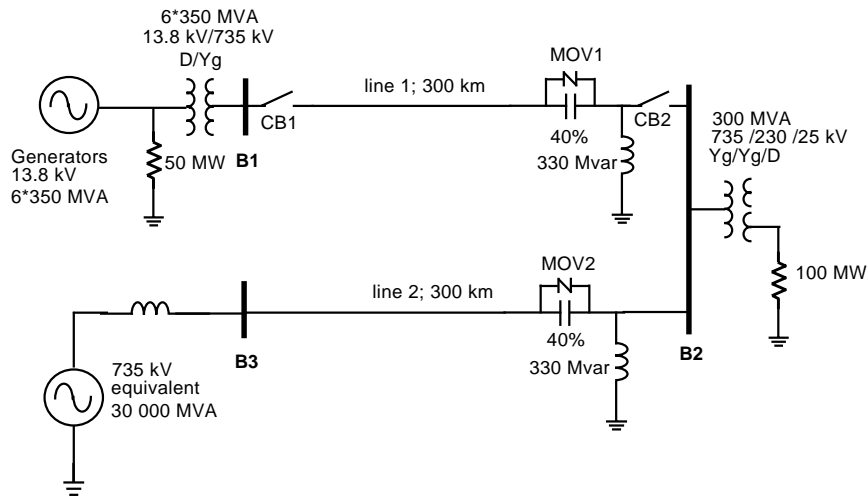 6*350 MVA
13.8 kV/735 kV
D/Yg
MOV1
line 1; 300 km
CB1
CB2
40%
300 MVA
735 /230 /25 kV
Yg/Yg/D
Generators
13.8 kV
6*350 MVA
50 MW
B1
330 Mvar
100 MW
MOV2
line 2; 300 km
B3
40%
B2
330 Mvar
735 kV
equivalent
30 000 MVA